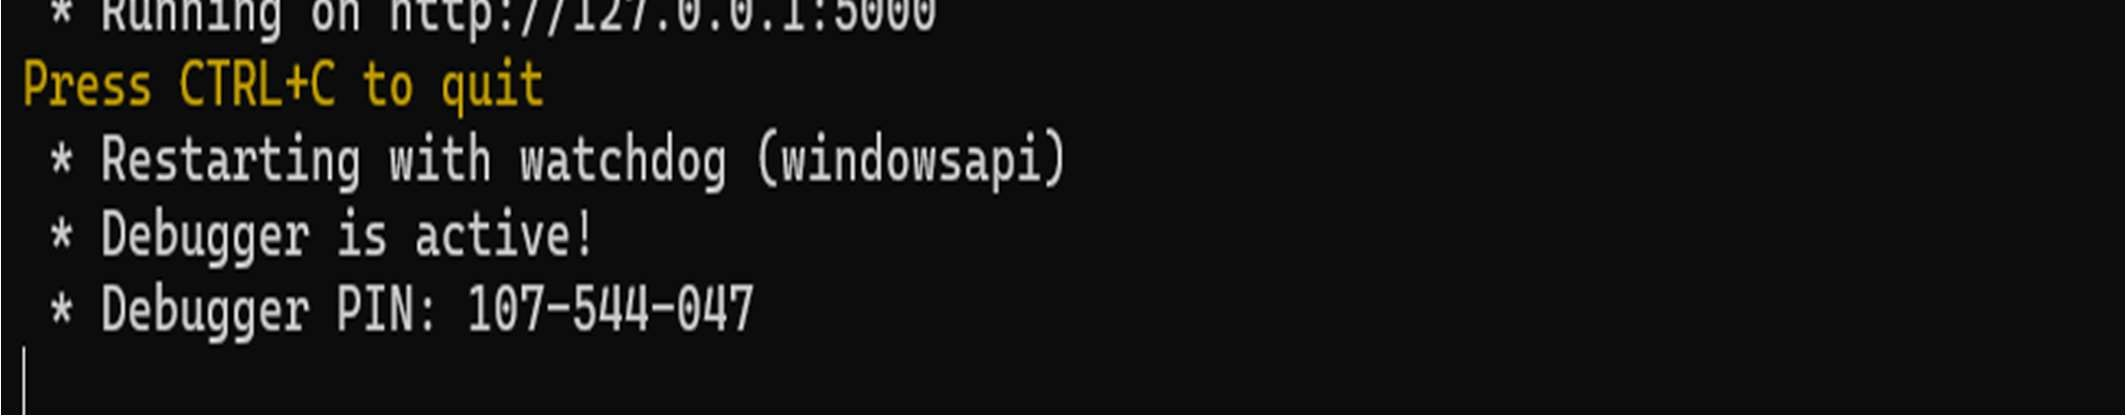 * Running on http://127.0.0.1:5000
Press CTRL+C to quit
* Restarting with watchdog (windowsapi)
* Debugger is active!
* Debugger PIN: 107-544-047